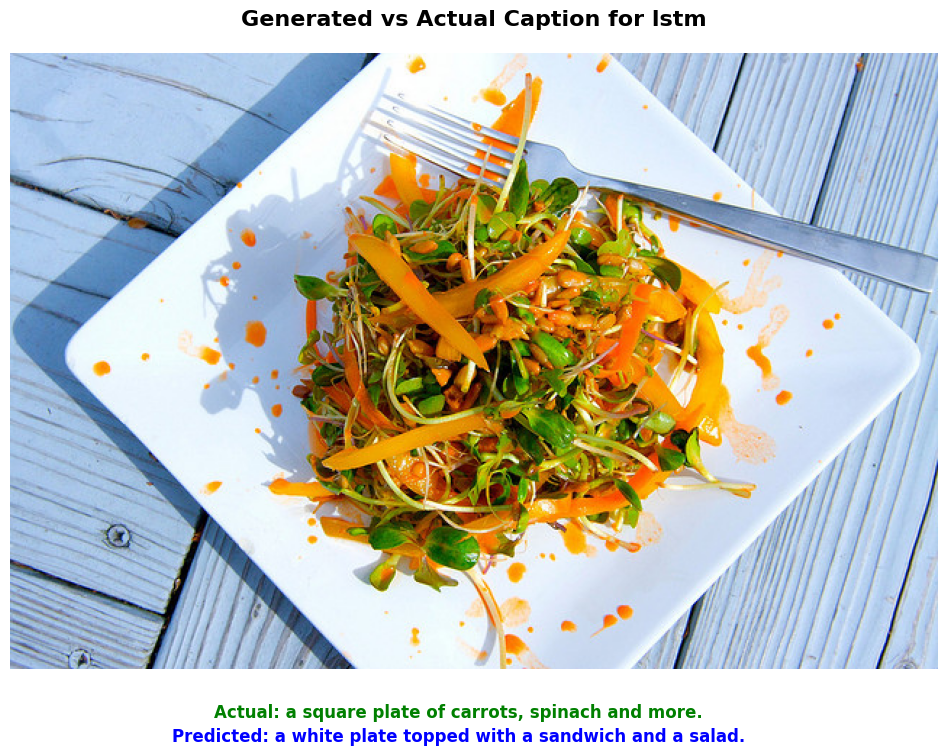 Generated vs Actual Caption for lstm
Actual: a square plate of carrots, spinach and more.
Predicted: a white plate topped with a sandwich and a salad.